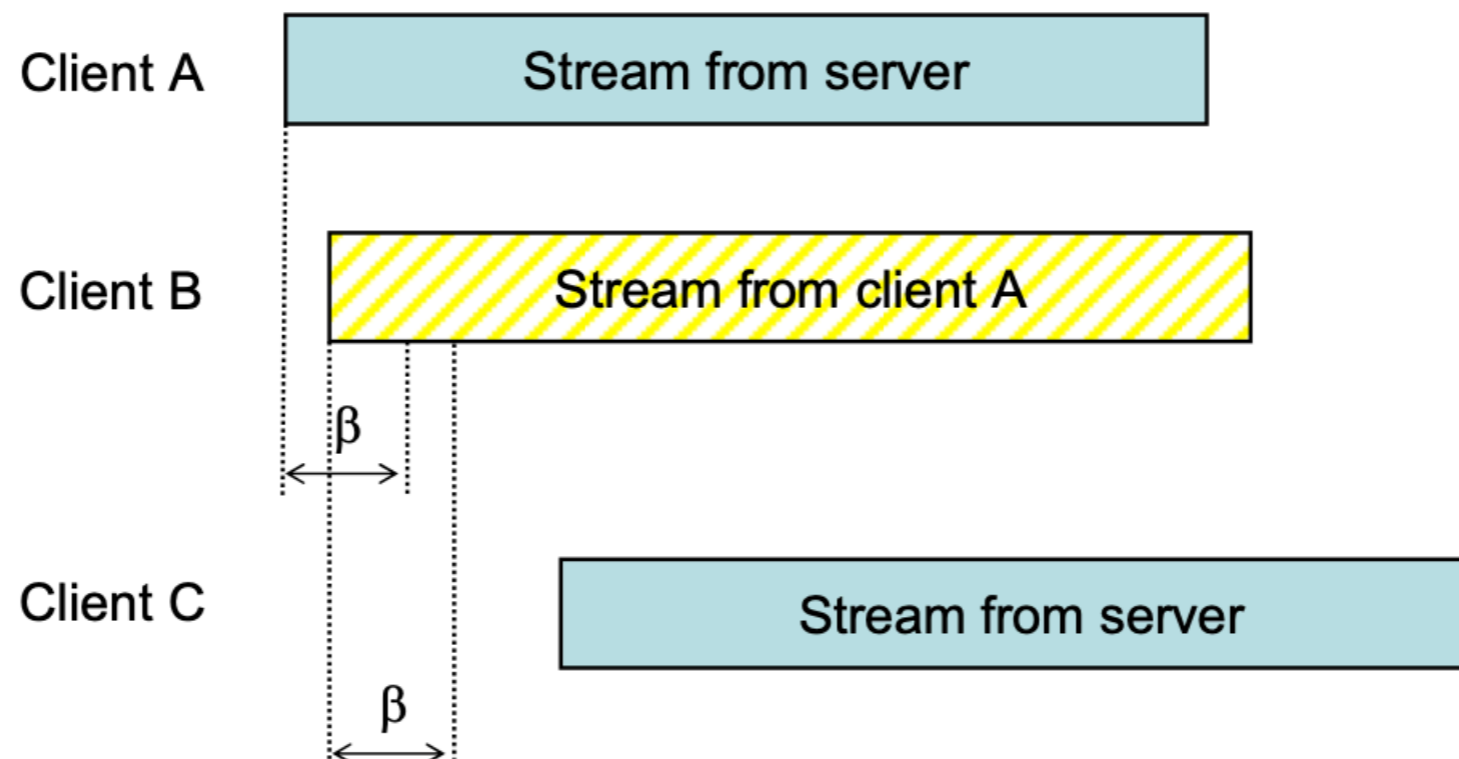 Client A
Stream from server
Client B
Stream from client A
β
Client C
Stream from server
β